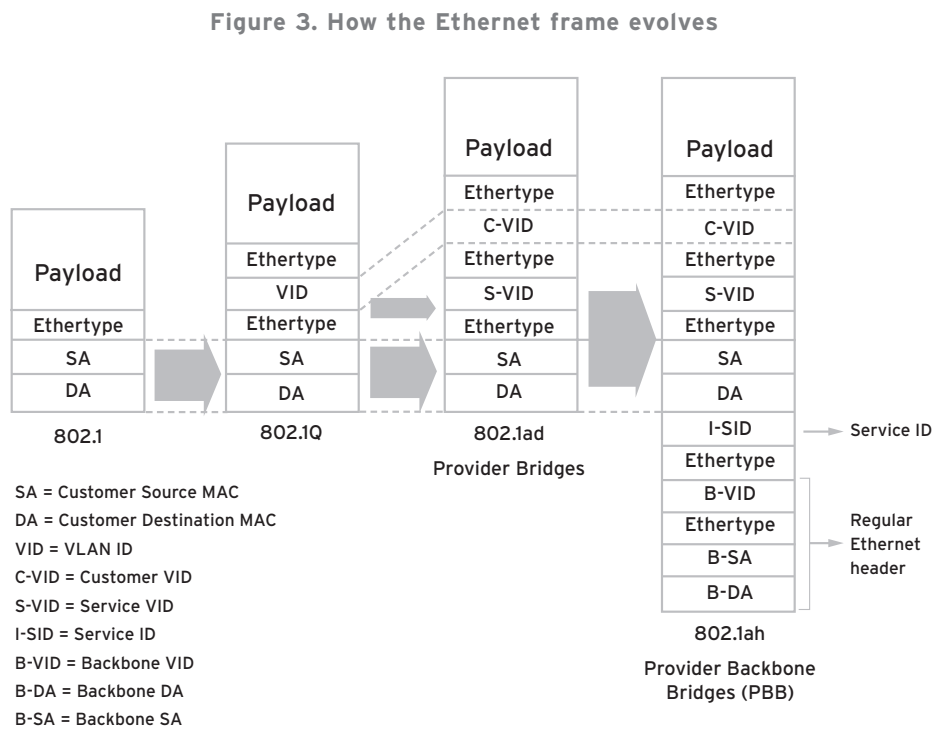 Figure 3. How the Ethernet frame evolves
Payload
Ethertype
SA
DA
802.1
Payload
Ethertype
VID
Ethertype
SA
DA
802.1Q
Payload
Ethertype
C-VID
Ethertype
S-VID
Ethertype
SA
DA
802.1ad
Provider Bridges
Payload
Ethertype
C-VID
Ethertype
S-VID
Ethertype
SA
DA
I-SID
Ethertype
B-VID
Ethertype
B-SA
B-DA
802.1ah
Provider Backbone
Bridges (PBB)
Service ID
Regular
Ethernet
header
SA = Customer Source MAC
DA = Customer Destination MAC
VID = VLAN ID
C-VID = Customer VID
S-VID = Service VID
I-SID = Service ID
B-VID = Backbone VID
B-DA = Backbone DA
B-SA = Backbone SA